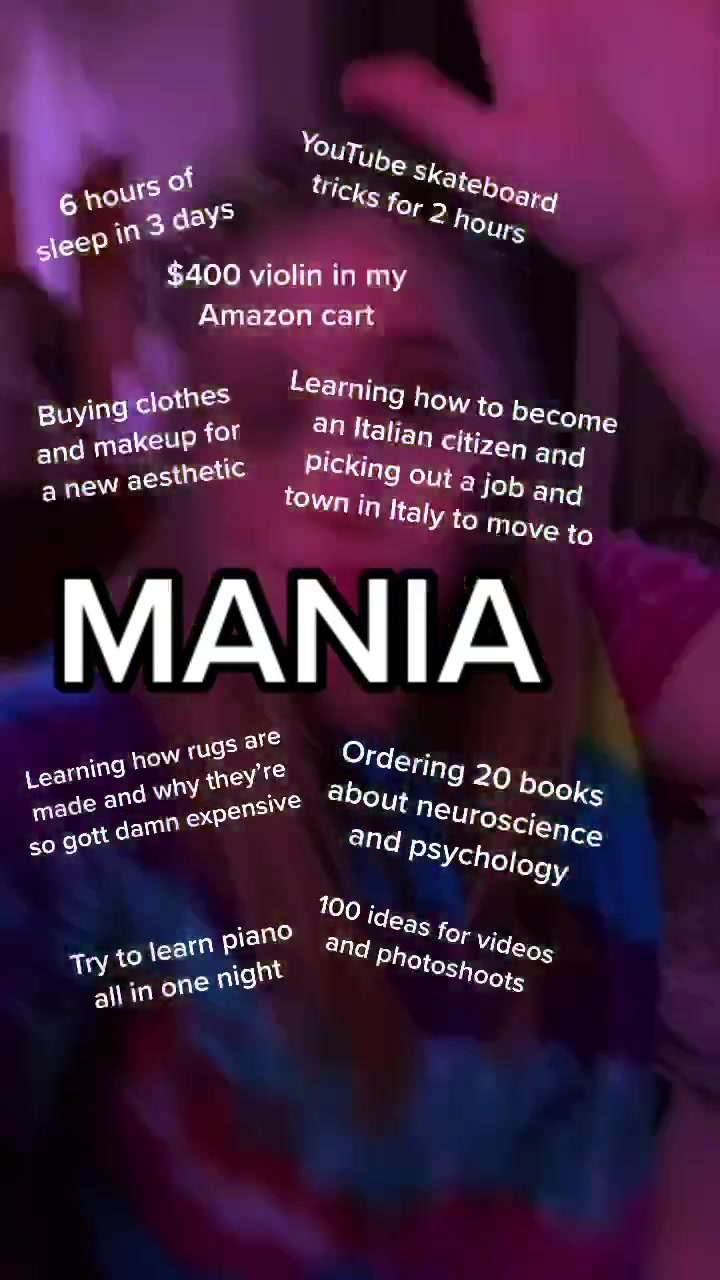 6 hours of
sleep in 3 days
YouTube skateboard
tricks for 2 hours
$400 violin in my
Amazon cart
Buying clothes
and makeup for
a new aesthetic
Learning how to become
an Italian citizen and
picking out a job and
town in Italy to move to
MANIA
Learning how rugs are
made and why they're
so gott damn expensive
Ordering 20 books
about neuroscience
and psychology
Try to learn piano
all in one night
100 ideas for videos
and photoshoots